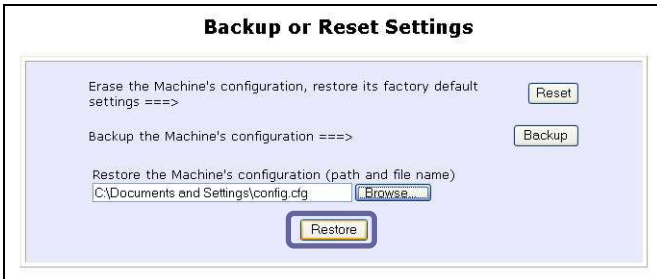 Backup or Reset Settings
Erase the Machine's configuration, restore its factory default
settings ===> Reset
Backup the Machine's configuration ===> Backup
Restore the Machine's configuration (path and file name)
C:\Documents and Settings\config.cfg Browse...
Restore